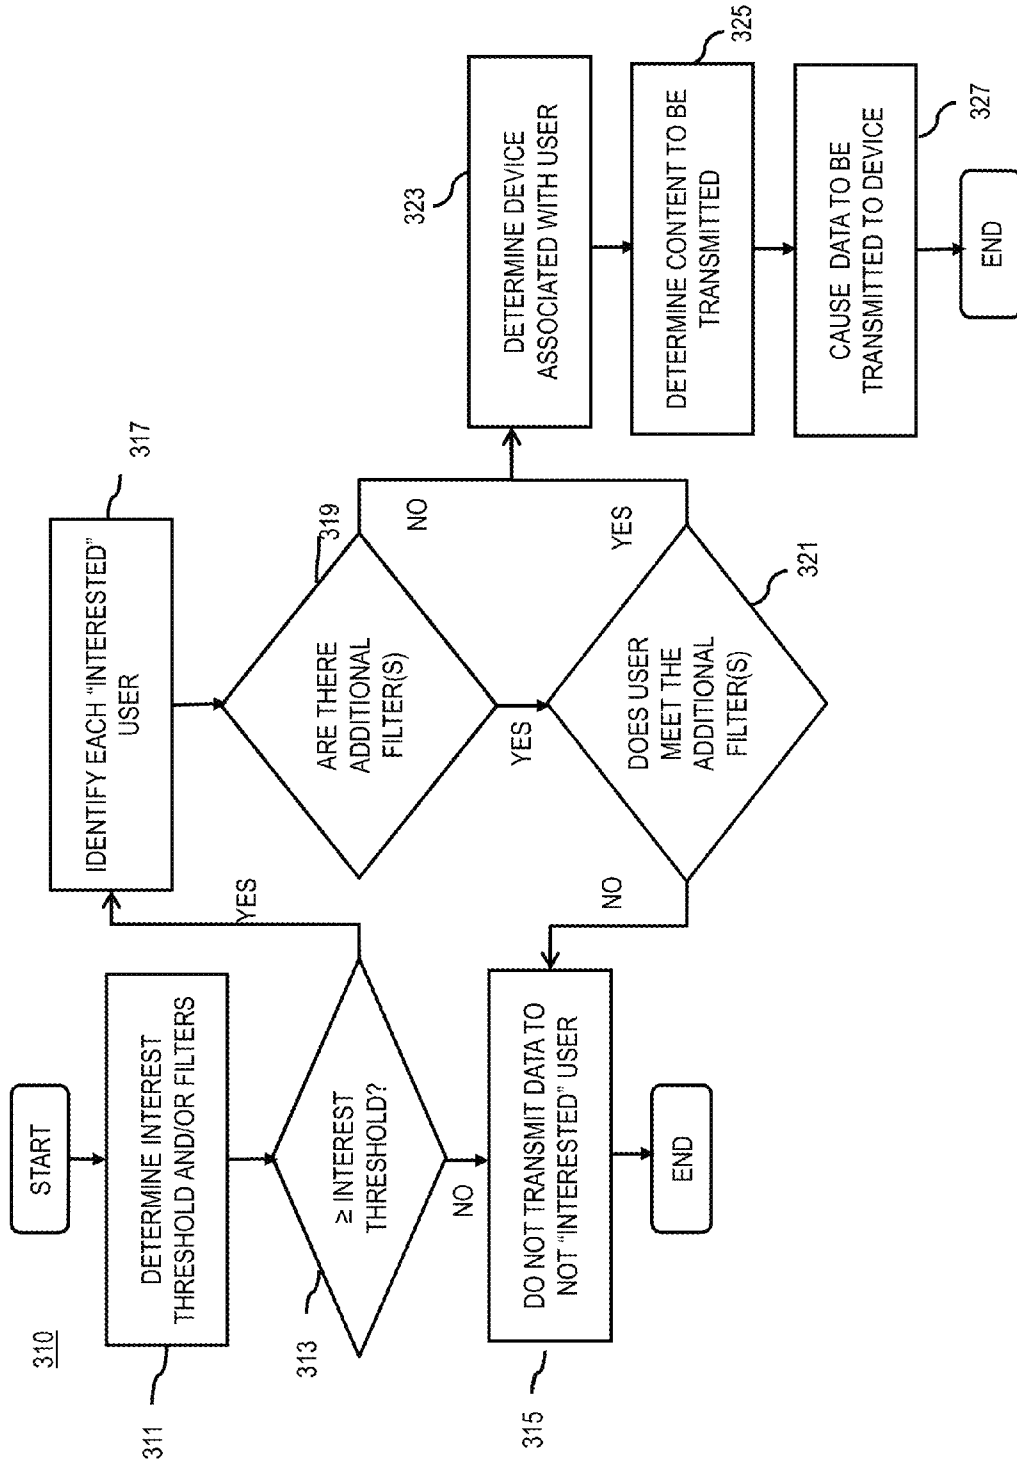 310
START
311
DETERMINE INTEREST
THRESHOLD AND/OR FILTERS
313
≥ INTEREST
THRESHOLD?
YES
NO
315
DO NOT TRANSMIT DATA TO
NOT “INTERESTED” USER
END
317
IDENTIFY EACH “INTERESTED”
USER
319
ARE THERE
ADDITIONAL
FILTER(S)
NO
YES
321
DOES USER
MEET THE
ADDITIONAL
FILTER(S)
NO
YES
323
DETERMINE DEVICE
ASSOCIATED WITH USER
325
DETERMINE CONTENT TO BE
TRANSMITTED
327
CAUSE DATA TO BE
TRANSMITTED TO DEVICE
END